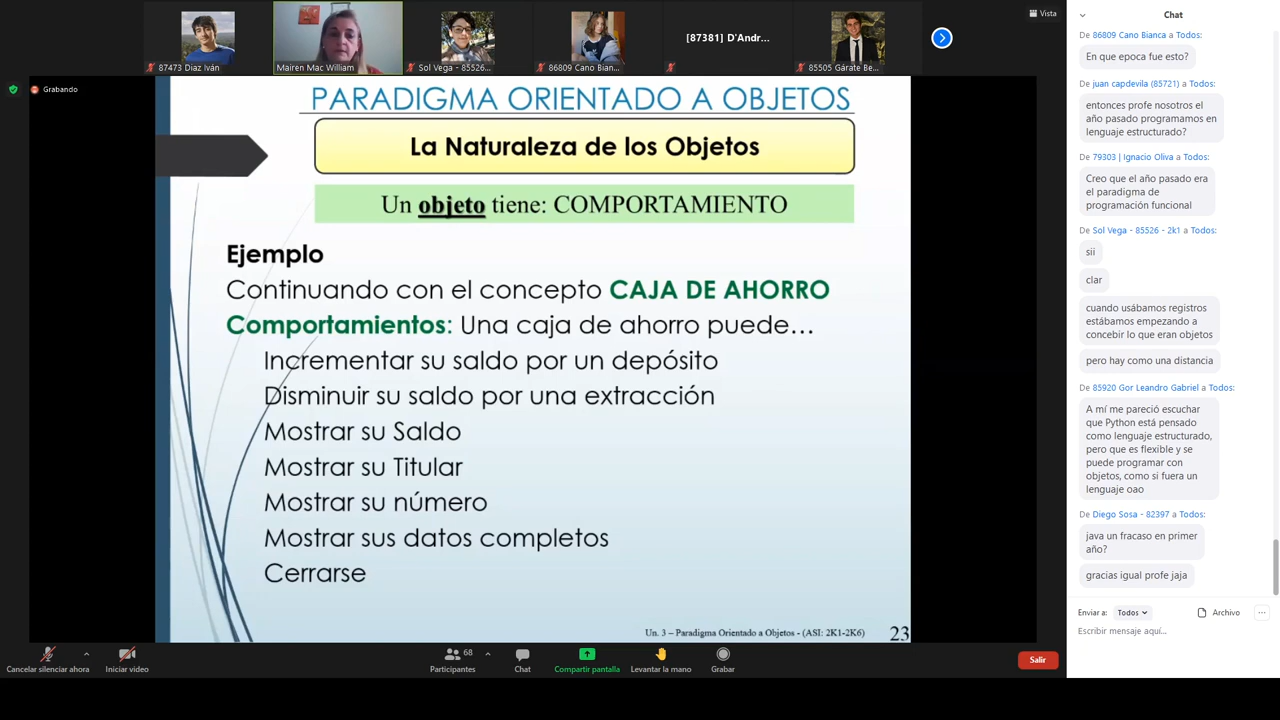 Vista
87473 Diaz Iván
Mairen Mac William
Sol Vega - 85526...
86809 Cano Bian...
[87381] D'Andr...
85505 Gárate Be...
Grabando
PARADIGMA ORIENTADO A OBJETOS
La Naturaleza de los Objetos
Un objeto tiene: COMPORTAMIENTO
Ejemplo
Continuando con el concepto CAJA DE AHORRO
Comportamientos: Una caja de ahorro puede...
Incrementar su saldo por un depósito
Disminuir su saldo por una extracción
Mostrar su Saldo
Mostrar su Titular
Mostrar su número
Mostrar sus datos completos
Cerrarse
Un. 3 – Paradigma Orientado a Objetos - (ASI: 2K1-2K6)
23
Cancelar silenciar ahora
Iniciar video
Participantes
68
Chat
Compartir pantalla
Levantar la mano
Grabar
Salir
Chat
De 86809 Cano Bianca a Todos:
En que epoca fue esto?
De juan capdevila (85721) a Todos:
entonces profe nosotros el
año pasado programamos en
lenguaje estructurado?
De 79303 | Ignacio Oliva a Todos:
Creo que el año pasado era
el paradigma de
programación funcional
De Sol Vega - 85526 - 2k1 a Todos:
sii
clar
cuando usábamos registros
estábamos empezando a
concebir lo que eran objetos
pero hay como una distancia
De 85920 Gor Leandro Gabriel a Todos:
A mí me pareció escuchar
que Python está pensado
como lenguaje estructurado,
pero que es flexible y se
puede programar con
objetos, como si fuera un
lenguaje oao
De Diego Sosa - 82397 a Todos:
java un fracaso en primer
año?
gracias igual profe jaja
Enviar a: Todos
Archivo
Escribir mensaje aquí...